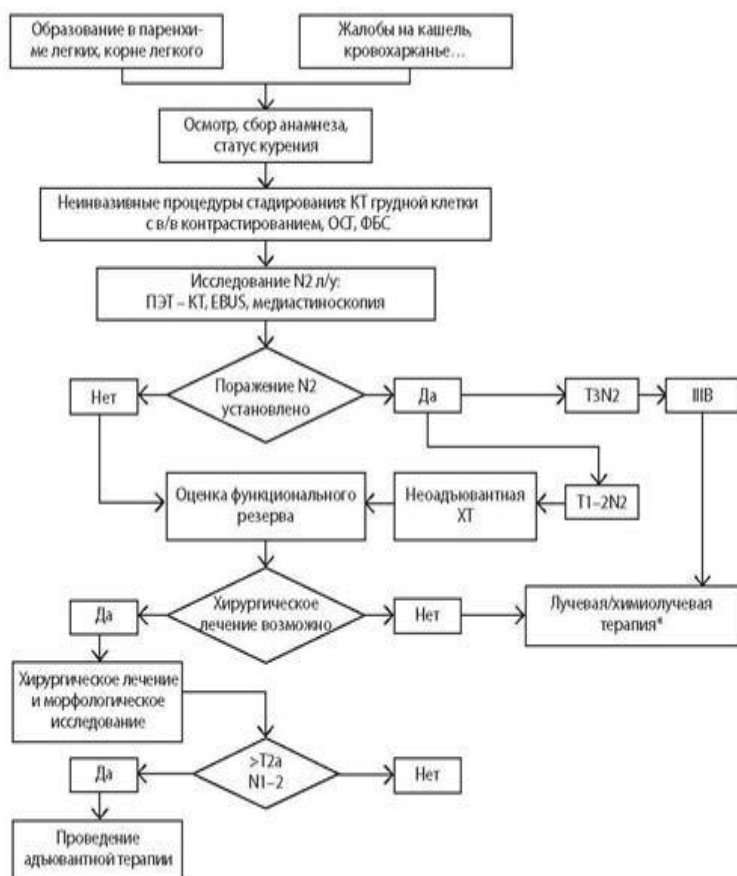 Образование в паренхи-
ме легких, корне легкого
Жалобы на кашель,
кровохарканье...
Осмотр, сбор анамнеза,
статус курения
Неинвазивные процедуры стадирования: КТ грудной клетки
с в/в контрастированием, ОСГ, ФБС
Исследование N2 л/у:
ПЭТ – КТ, EBUS, медиастиноскопия
Поражение N2
установлено
Нет
Да
T3N2
IIIB
Оценка функционального
резерва
Неоадъювантная
ХТ
T1–2N2
Хирургическое
лечение возможно
Да
Нет
Лучевая/химиолучевая
терапия*
Хирургическое лечение
и морфологическое
исследование
>T2a
N1–2
Да
Нет
Проведение
адъювантной терапии